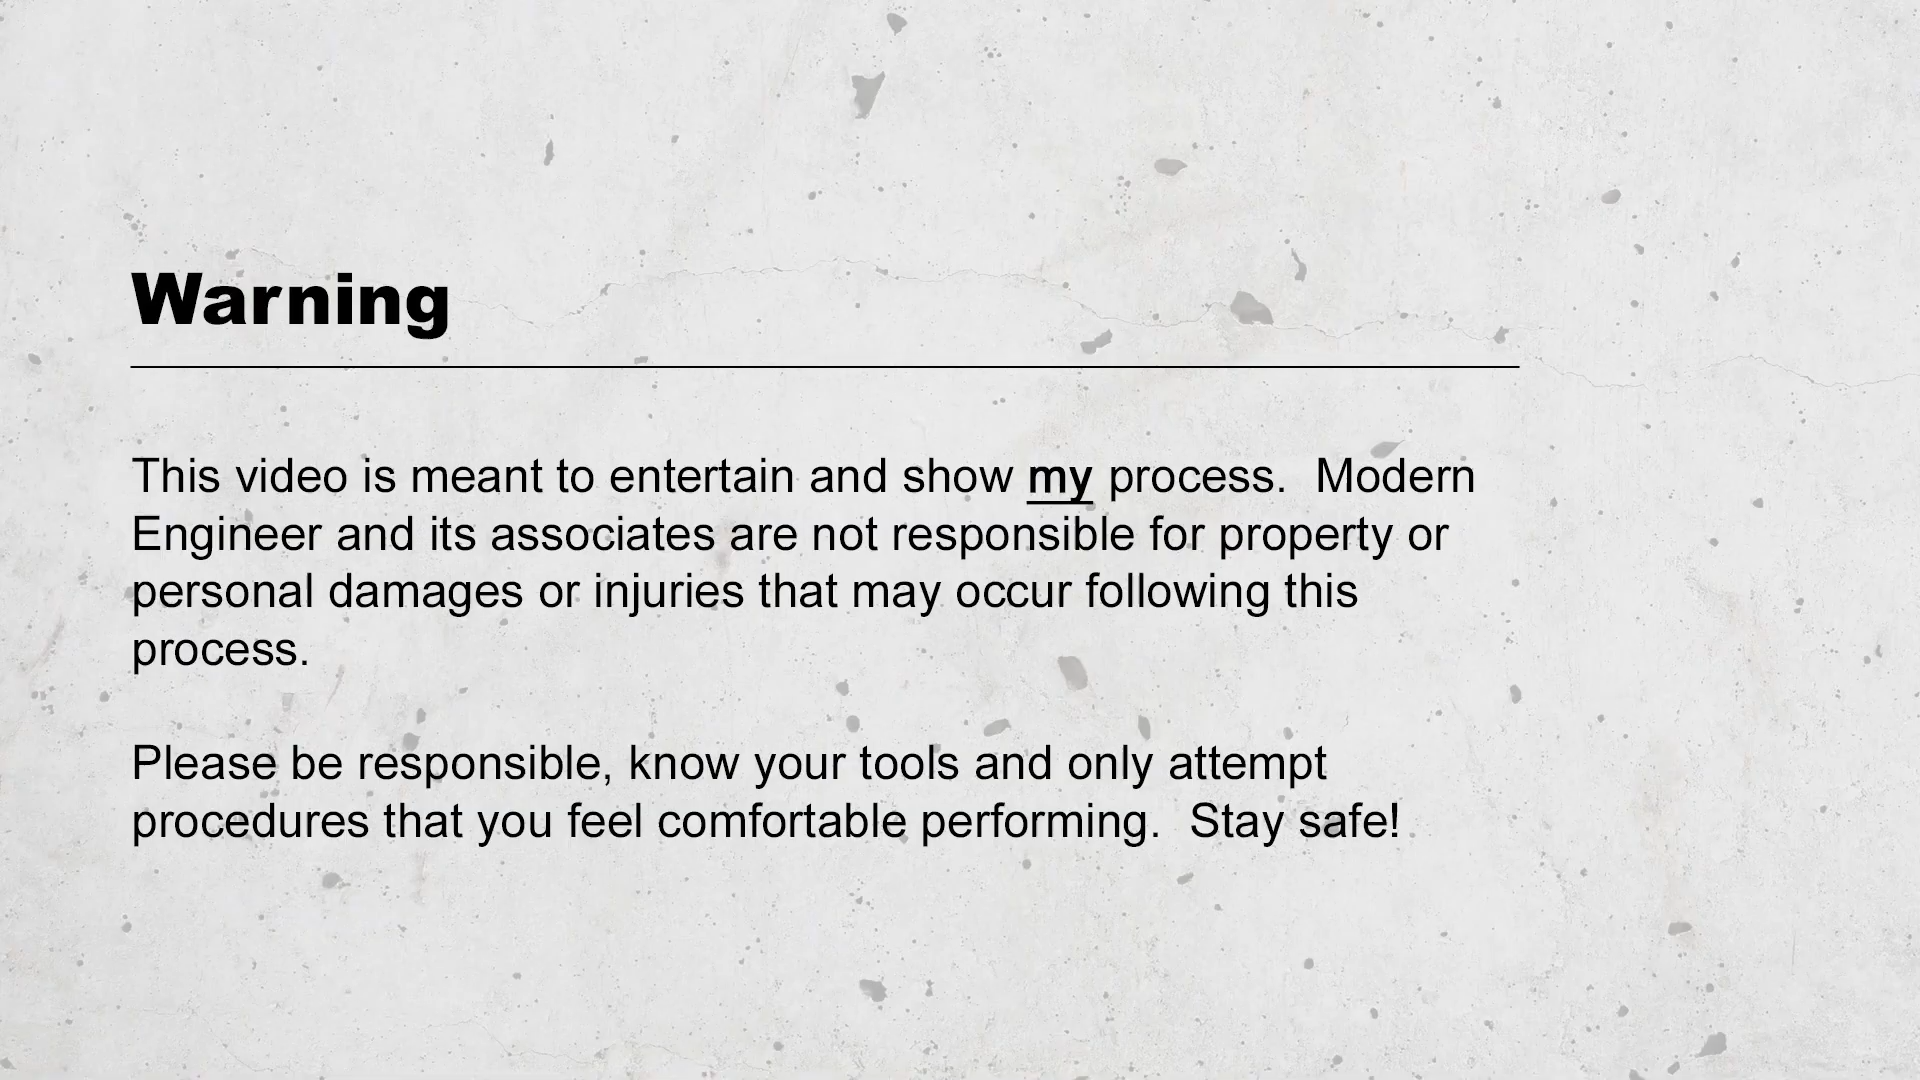 Warning
This video is meant to entertain and show my process.  Modern
Engineer and its associates are not responsible for property or
personal damages or injuries that may occur following this
process.
Please be responsible, know your tools and only attempt
procedures that you feel comfortable performing.  Stay safe!